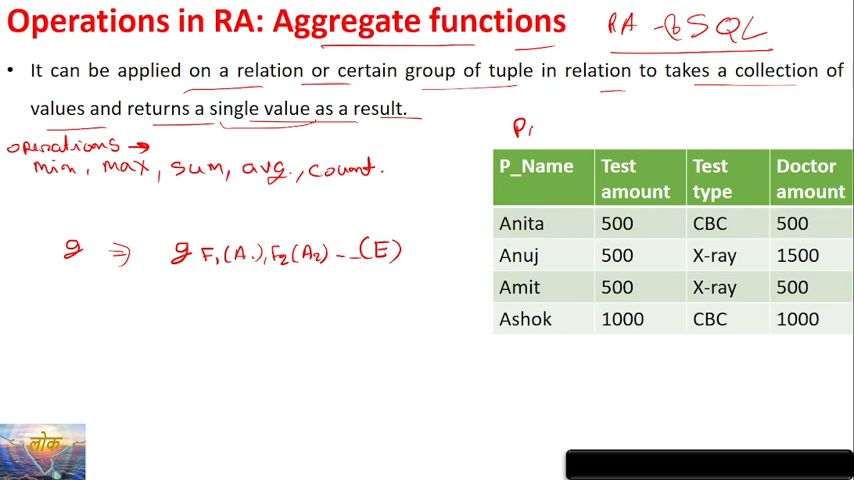 Operations in RA: Aggregate functions
RA to SQL
• It can be applied on a relation or certain group of tuple in relation to takes a collection of
values and returns a single value as a result.
operations →
min, max, sum, avg., count.
g ⇒ g F₁(A₁), F₂(A₂) - - (E)
P_Name Test amount Test type Doctor amount
Anita 500 CBC 500
Anuj 500 X-ray 1500
Amit 500 X-ray 500
Ashok 1000 CBC 1000
लोक